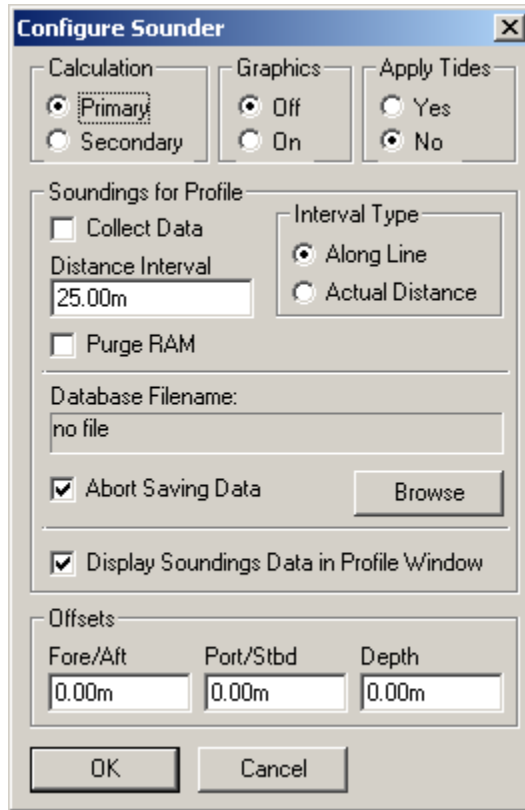 Configure Sounder
Calculation
Primary
Secondary
Graphics
Off
On
Apply Tides
Yes
No
Soundings for Profile
Collect Data
Distance Interval
25.00m
Interval Type
Along Line
Actual Distance
Purge RAM
Database Filename:
no file
Abort Saving Data
Browse
Display Soundings Data in Profile Window
Offsets
Fore/Aft
Port/Stbd
Depth
0.00m
0.00m
0.00m
OK
Cancel